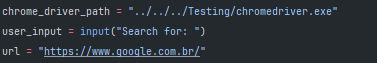 chrome_driver_path = "../../../Testing/chromedriver.exe"
user_input = input("Search for: ")
url = "https://www.google.com.br/"